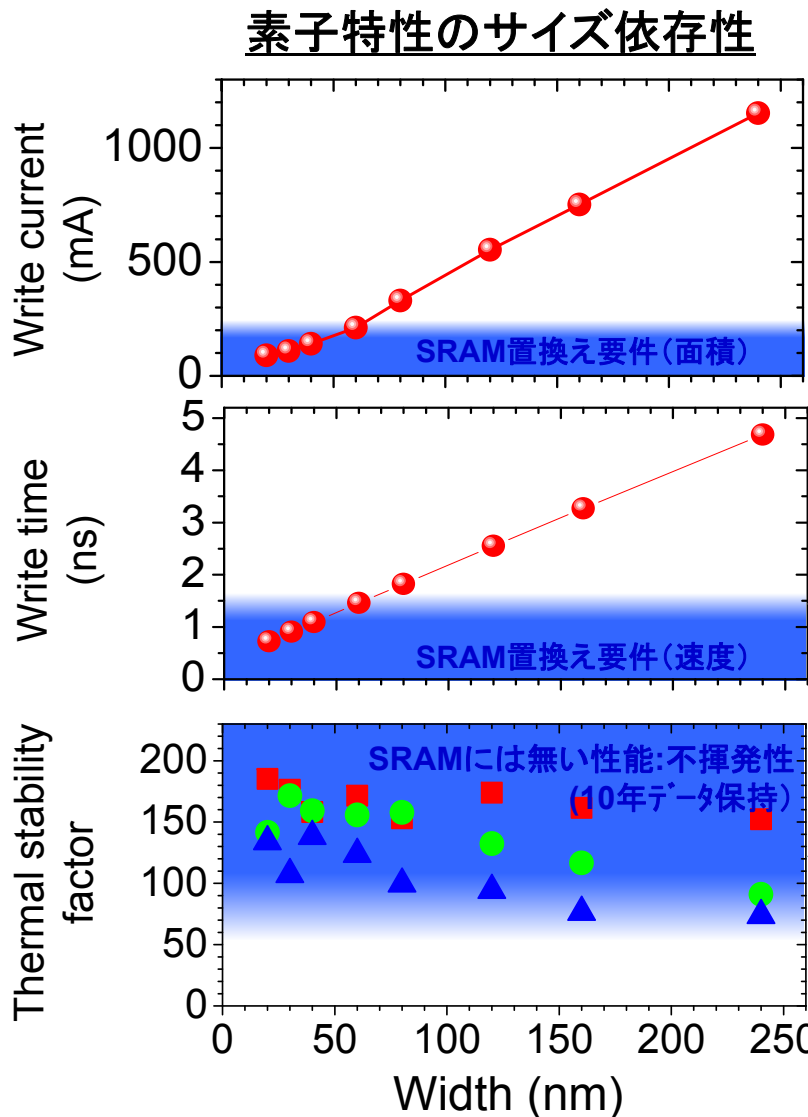 素子特性のサイズ依存性
Write current
(mA)
1000
500
0
SRAM置換え要件(面積)
Write time
(ns)
5
4
3
2
1
0
SRAM置換え要件(速度)
Thermal stability
factor
200
150
100
50
0
SRAMには無い性能:不揮発性
(10年ﾃﾞｰﾀ保持)
0 50 100 150 200 250
Width (nm)